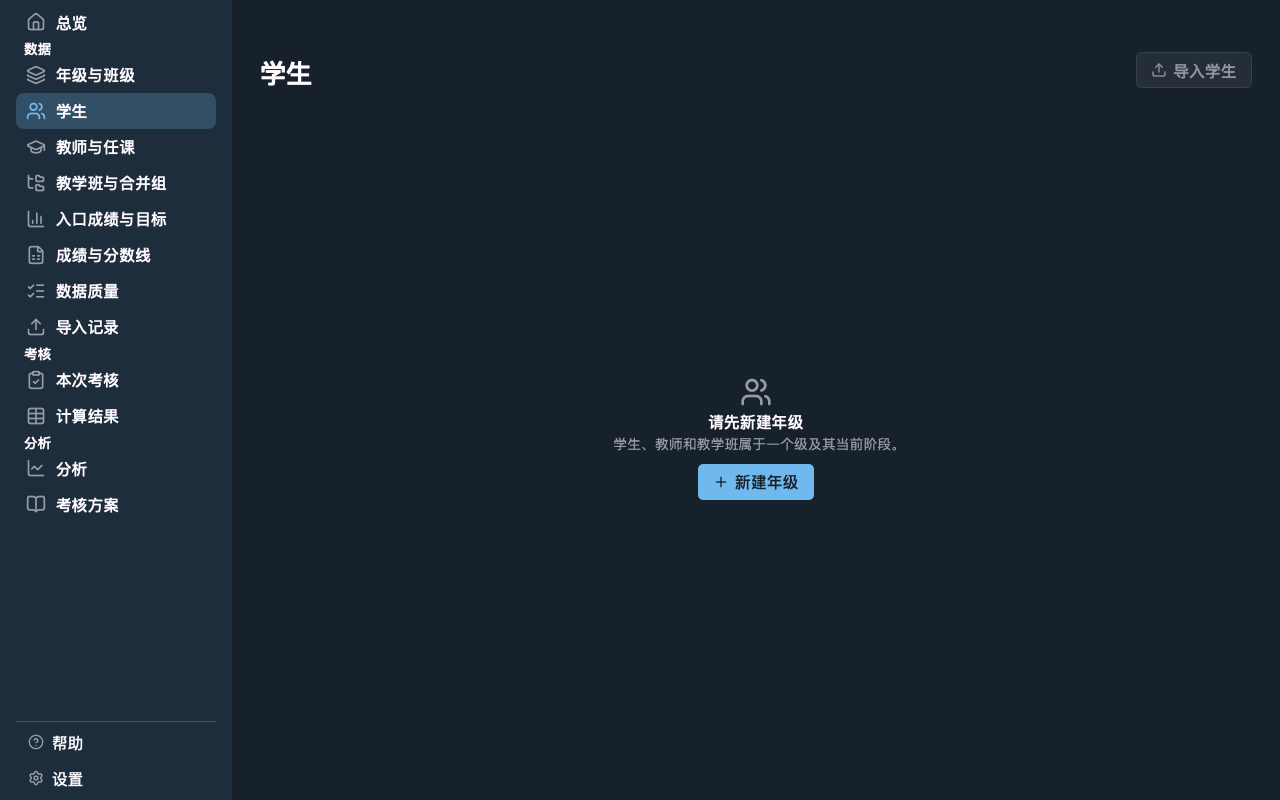 总览
数据
年级与班级
学生
教师与任课
教学班与合并组
入口成绩与目标
成绩与分数线
数据质量
导入记录
考核
本次考核
计算结果
分析
分析
考核方案
帮助
设置
学生
导入学生
请先新建年级
学生、教师和教学班属于一个级及其当前阶段。
新建年级